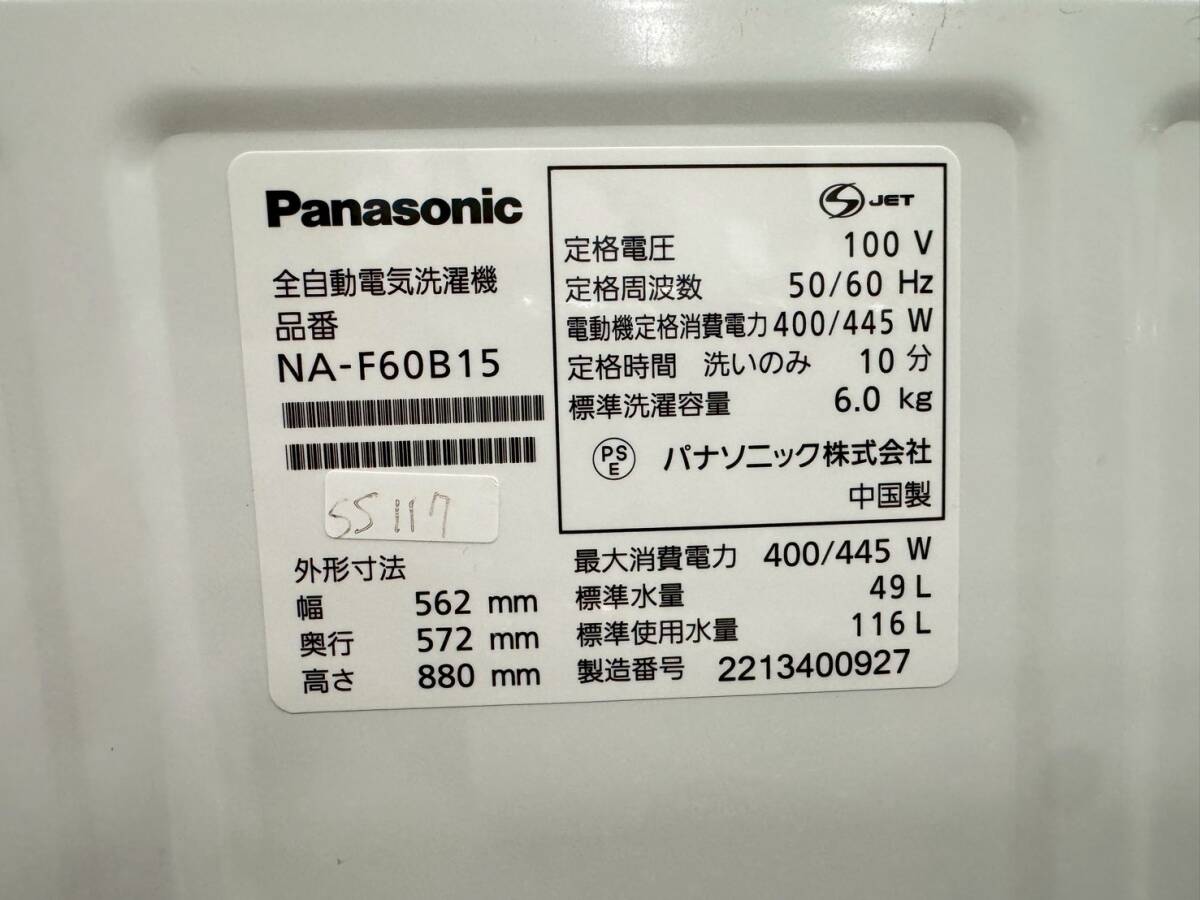 Panasonic
全自動電気洗濯機
品番
NA-F60B15
SS117
外形寸法
幅 562 mm
奥行 572 mm
高さ 880 mm
JET
定格電圧 100 V
定格周波数 50/60 Hz
電動機定格消費電力 400/445 W
定格時間 洗いのみ 10 分
標準洗濯容量 6.0 kg
PS
E
パナソニック株式会社
中国製
最大消費電力 400/445 W
標準水量 49 L
標準使用水量 116 L
製造番号 2213400927